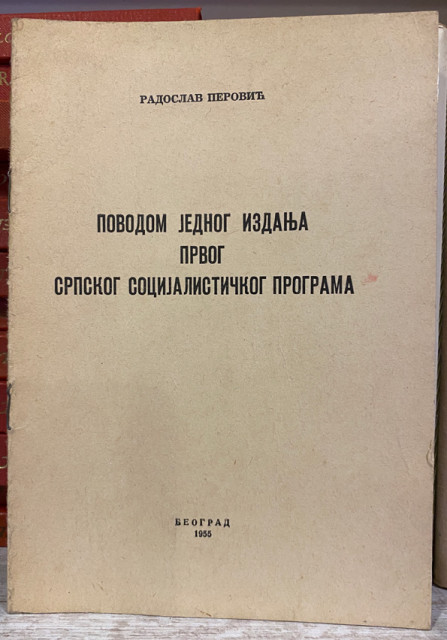 РАДОСЛАВ ПЕРОВИЋ
ПОВОДОМ ЈЕДНОГ ИЗДАЊА
ПРВОГ
СРПСКОГ СОЦИЈАЛИСТИЧКОГ ПРОГРАМА
БЕОГРАД
1955